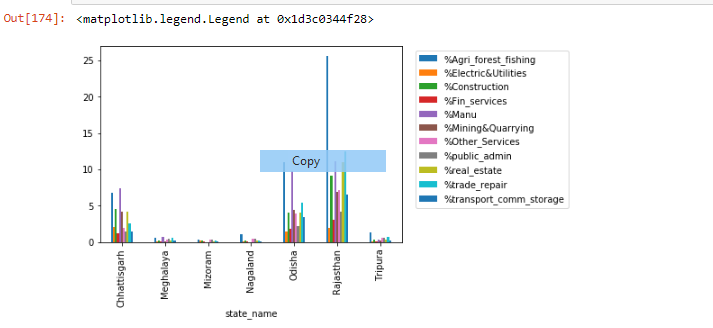 Out[174]: <matplotlib.legend.Legend at 0x1d3c0344f28>
25
20
15
10
5
0
Chhattisgarh
Meghalaya
Mizoram
Nagaland
Odisha
Rajasthan
Tripura
state_name
Copy
%Agri_forest_fishing
%Electric&Utilities
%Construction
%Fin_services
%Manu
%Mining&Quarrying
%Other_Services
%public_admin
%real_estate
%trade_repair
%transport_comm_storage